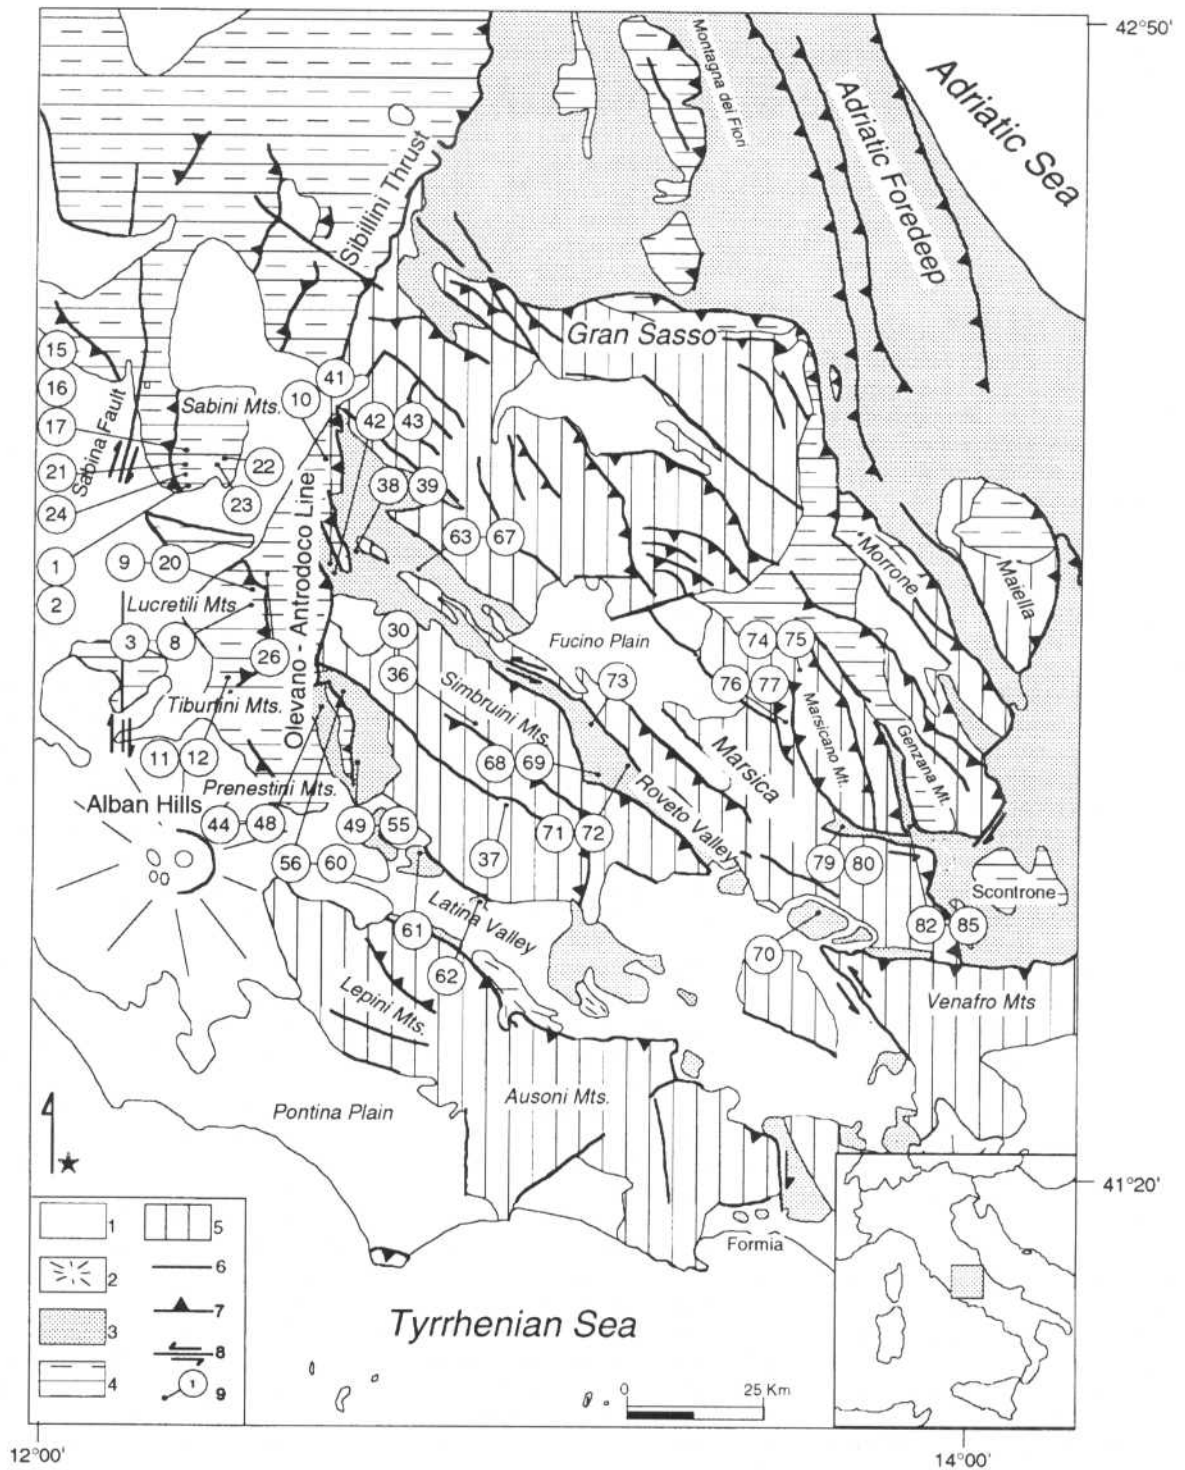 42°50'
Adriatic Sea
Adriatic Foredeep
Montagna dei Fiori
Sibillini Thrust
Gran Sasso
15
16
17
21
24
1
2
Sabina Fault
Sabini Mts.
10
41
42 43
22
23
38 39
63 67
9 20
Olevano - Antrodoco Line
Morrone
Maiella
Lucretili Mts.
3 8
26
30
36
Fucino Plain
74 75
76 77
73
Simbruini Mts.
Tiburtini Mts.
11 12
Marsica
Marsicano Mt.
Genzana Mt.
68 69
Roveto Valley
Prenestini Mts.
Alban Hills
44 48
49 55
56 60
37
71 72
79 80
Scontrone
82 85
61
62
Latina Valley
70
Lepini Mts.
Venafro Mts
Ausoni Mts.
Pontina Plain
41°20'
Formia
Tyrrhenian Sea
1
2
3
4
5
6
7
8
1
9
0 25 Km
12°00'
14°00'